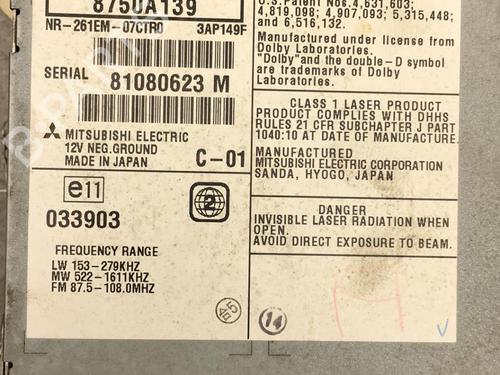 8750A139
NR-261EM-07CTR0 3AP149F
SERIAL 81080623 M
MITSUBISHI ELECTRIC
12V NEG.GROUND
MADE IN JAPAN C-01
e11
2
033903
FREQUENCY RANGE
LW 153-279KHZ
MW 522-1611KHZ
FM 87.5-108.0MHZ
U.S.Patent Nos. 4,631,603;
4,819,098; 4,907,093; 5,315,448;
and 6,516,132.
Manufactured under license from
Dolby Laboratories.
"Dolby"and the double-D symbol
are trademarks of Dolby
Laboratories.
CLASS 1 LASER PRODUCT
PRODUCT COMPLIES WITH DHHS
RULES 21 CFR SUBCHAPTER J PART
1040:10 AT DATE OF MANUFACTURE.
MANUFACTURED
MITSUBISHI ELECTRIC CORPORATION
SANDA, HYOGO, JAPAN
DANGER
INVISIBLE LASER RADIATION WHEN
OPEN.
AVOID DIRECT EXPOSURE TO BEAM.
14